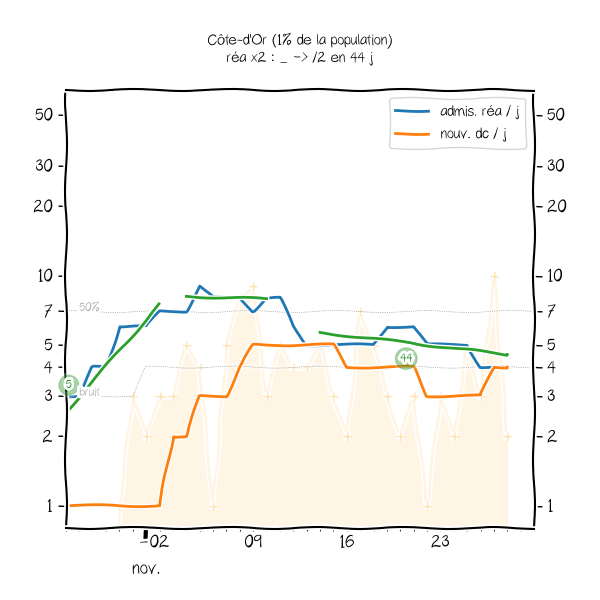 Côte-d'Or (1% de la population)
réa x2 : _ -> /2 en 44 j
admis. réa / j
nouv. dc / j
50 50
30 30
20 20
10 10
50%
7 7
5 5
44
4 4
5
bruit
3 3
2 2
1 1
02 09 16 23
nov.